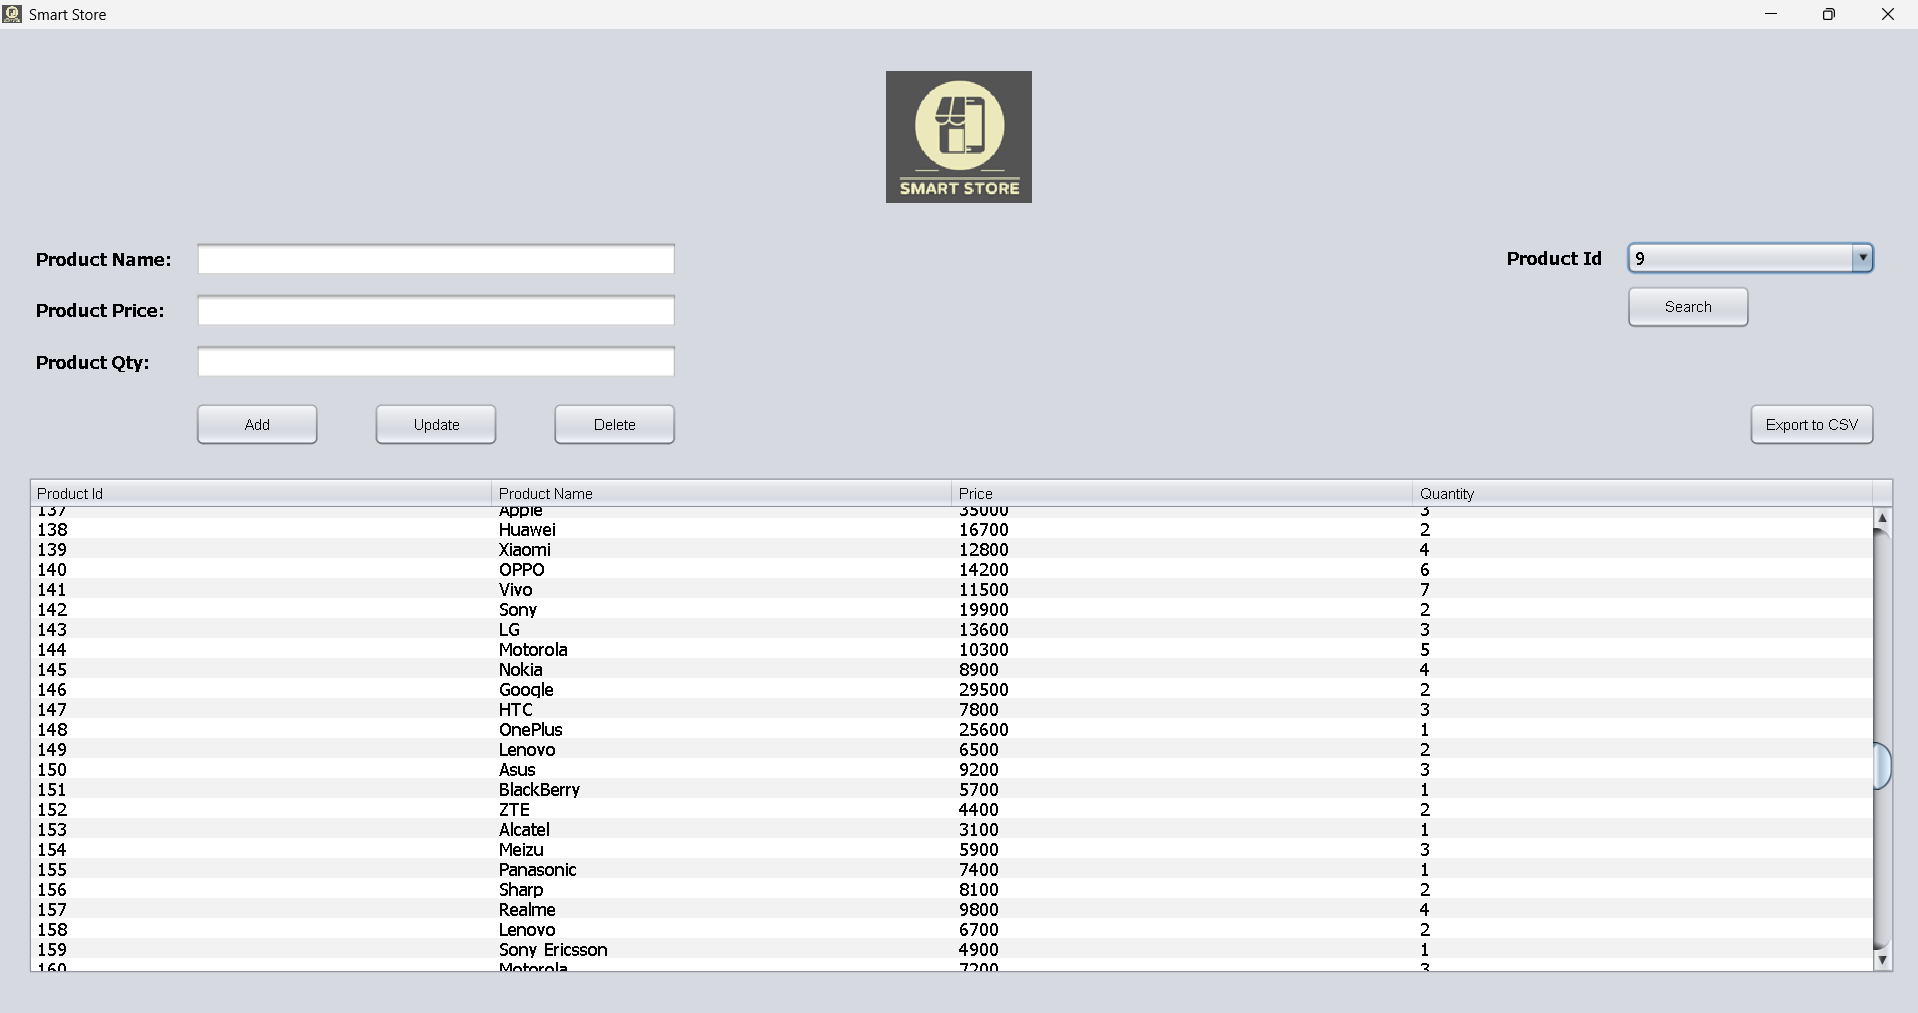 Smart Store
SMART STORE
Product Name:
Product Id 9
Product Price:
Search
Product Qty:
Add Update Delete Export to CSV
Product Id Product Name Price Quantity
137 Apple 35000 3
138 Huawei 16700 2
139 Xiaomi 12800 4
140 OPPO 14200 6
141 Vivo 11500 7
142 Sony 19900 2
143 LG 13600 3
144 Motorola 10300 5
145 Nokia 8900 4
146 Google 29500 2
147 HTC 7800 3
148 OnePlus 25600 1
149 Lenovo 6500 2
150 Asus 9200 3
151 BlackBerry 5700 1
152 ZTE 4400 2
153 Alcatel 3100 1
154 Meizu 5900 3
155 Panasonic 7400 1
156 Sharp 8100 2
157 Realme 9800 4
158 Lenovo 6700 2
159 Sony Ericsson 4900 1
160 Motorola 7200 3